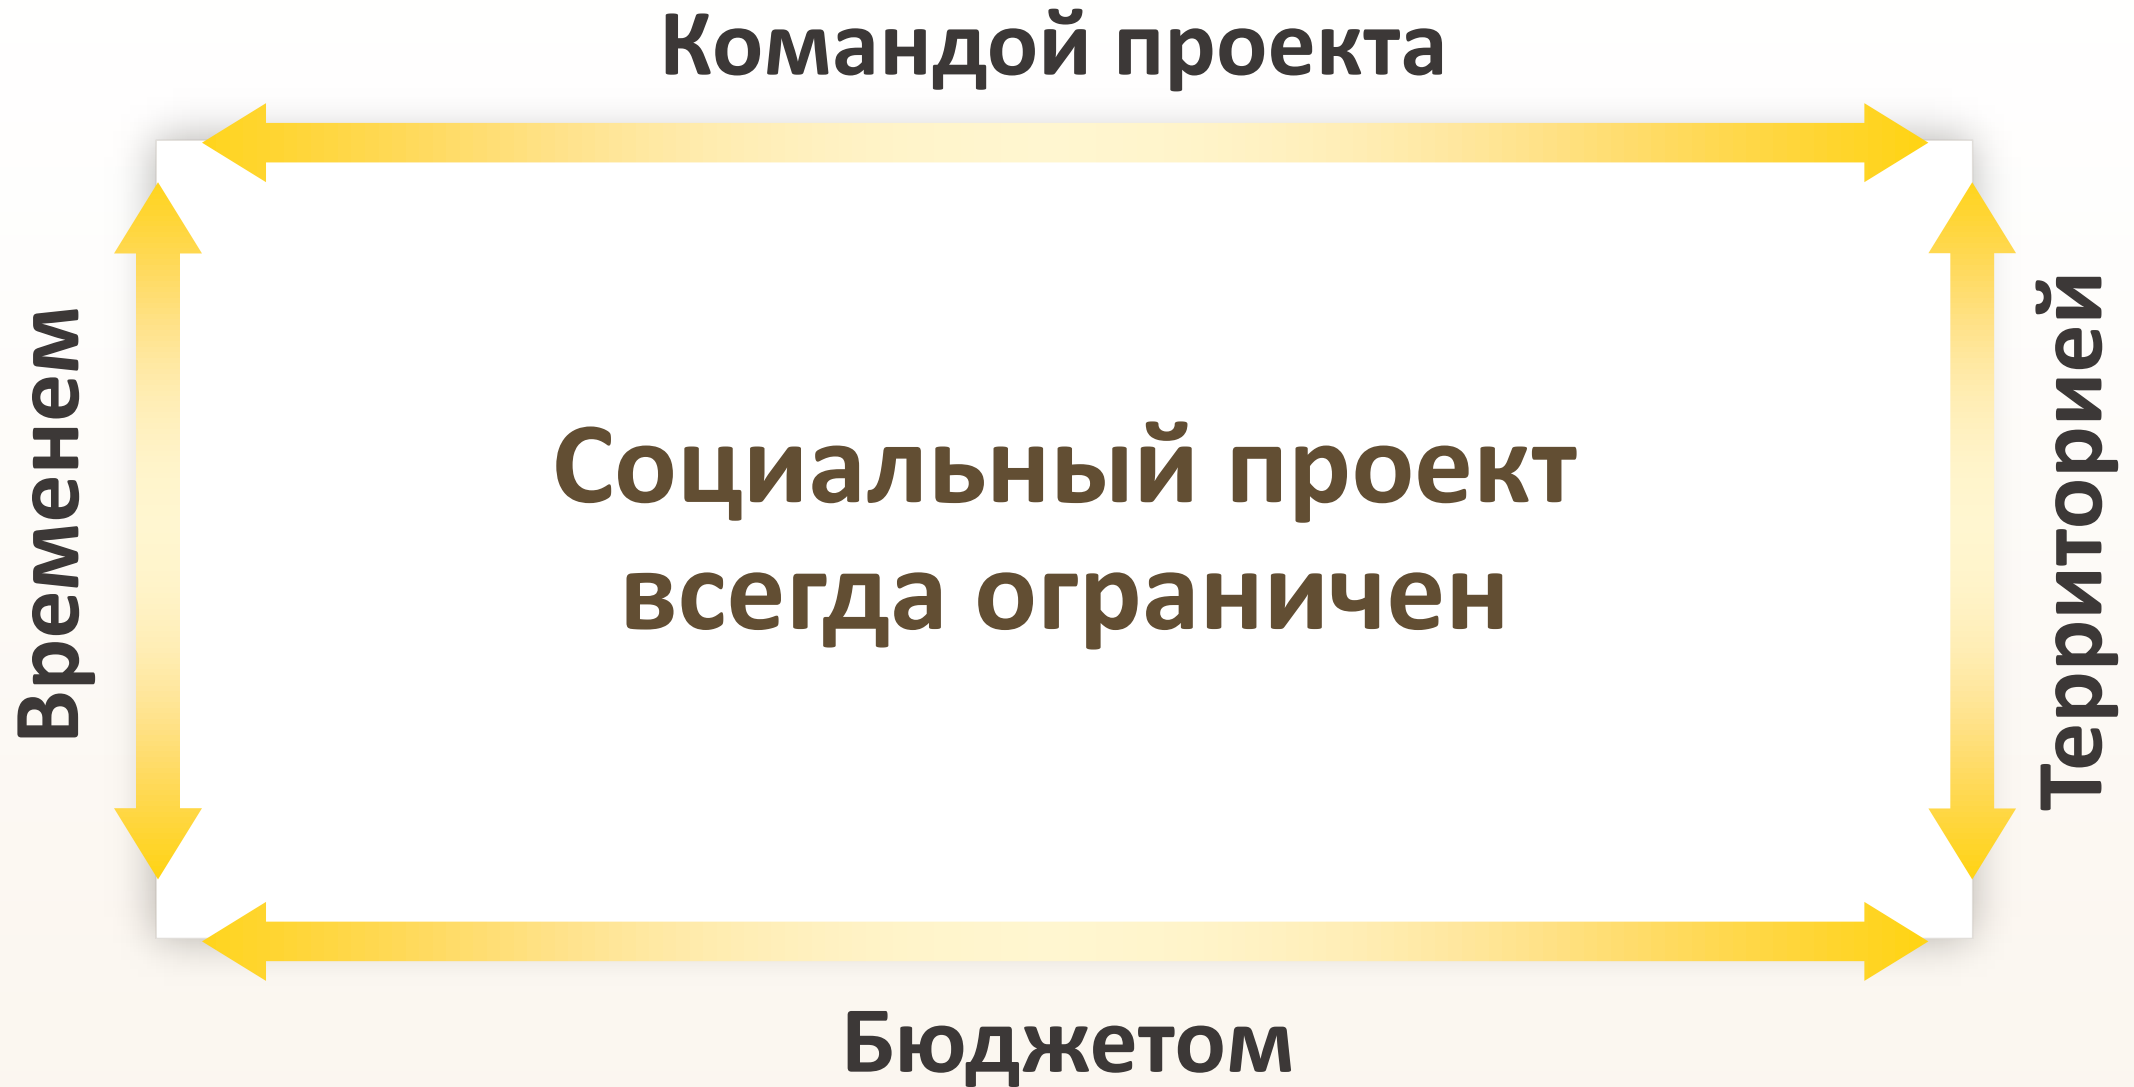 Командой проекта
Временем
Социальный проект
всегда ограничен
Территорией
Бюджетом